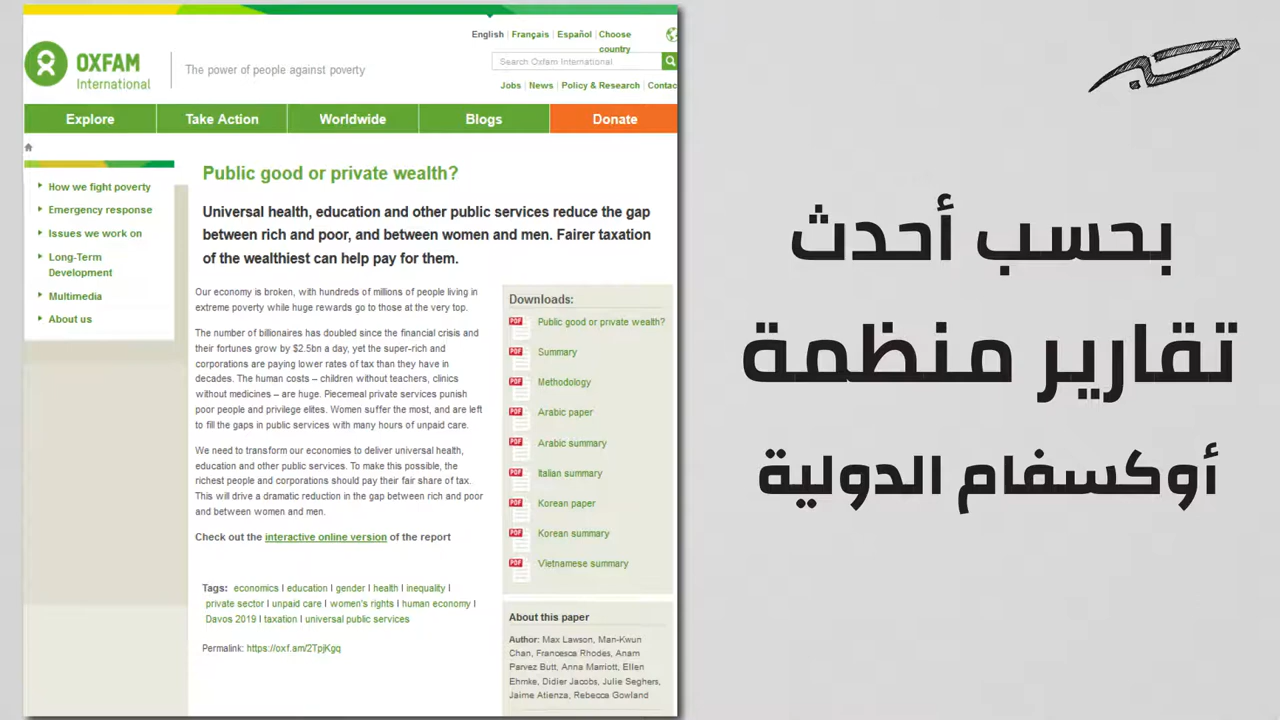 English | Français | Español | Choose country
OXFAM
International
The power of people against poverty
Search Oxfam International
Jobs | News | Policy & Research | Contac
Explore
Take Action
Worldwide
Blogs
Donate
How we fight poverty
Emergency response
Issues we work on
Long-Term
Development
Multimedia
About us
Public good or private wealth?
Universal health, education and other public services reduce the gap
between rich and poor, and between women and men. Fairer taxation
of the wealthiest can help pay for them.
Our economy is broken, with hundreds of millions of people living in
extreme poverty while huge rewards go to those at the very top.
The number of billionaires has doubled since the financial crisis and
their fortunes grow by $2.5bn a day, yet the super-rich and
corporations are paying lower rates of tax than they have in
decades. The human costs – children without teachers, clinics
without medicines – are huge. Piecemeal private services punish
poor people and privilege elites. Women suffer the most, and are left
to fill the gaps in public services with many hours of unpaid care.
We need to transform our economies to deliver universal health,
education and other public services. To make this possible, the
richest people and corporations should pay their fair share of tax.
This will drive a dramatic reduction in the gap between rich and poor
and between women and men.
Check out the interactive online version of the report
Tags: economics | education | gender | health | inequality |
private sector | unpaid care | women's rights | human economy |
Davos 2019 | taxation | universal public services
Permalink: https://oxf.am/2TpjKgq
Downloads:
PDF Public good or private wealth?
PDF Summary
PDF Methodology
PDF Arabic paper
PDF Arabic summary
PDF Italian summary
PDF Korean paper
PDF Korean summary
PDF Vietnamese summary
About this paper
Author: Max Lawson, Man-Kwun
Chan, Francesca Rhodes, Anam
Parvez Butt, Anna Marriott, Ellen
Ehmke, Didier Jacobs, Julie Seghers,
Jaime Atienza, Rebecca Gowland
بحسب أحدث
تقارير منظمة
أوكسفام الدولية